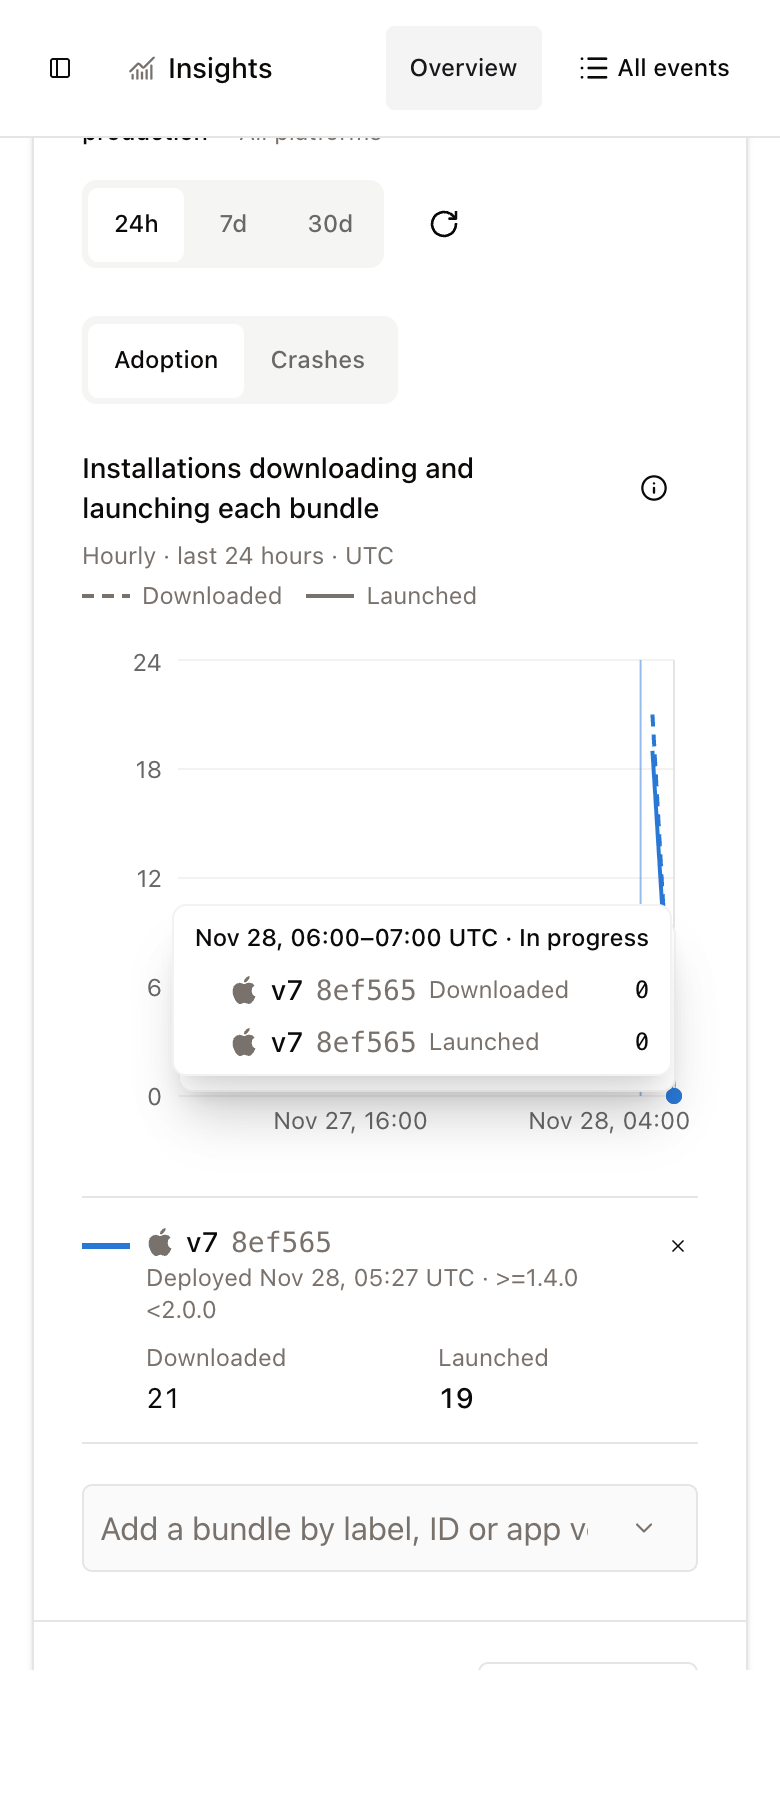 Insights
Overview
All events
production
All platforms
24h
7d
30d
Adoption
Crashes
Installations downloading and
launching each bundle
Hourly · last 24 hours · UTC
Downloaded
Launched
24
18
12
6
0
Nov 28, 06:00–07:00 UTC · In progress
v7 8ef565 Downloaded 0
v7 8ef565 Launched 0
Nov 27, 16:00
Nov 28, 04:00
v7 8ef565
Deployed Nov 28, 05:27 UTC · >=1.4.0
<2.0.0
Downloaded
Launched
21
19
Add a bundle by label, ID or app v